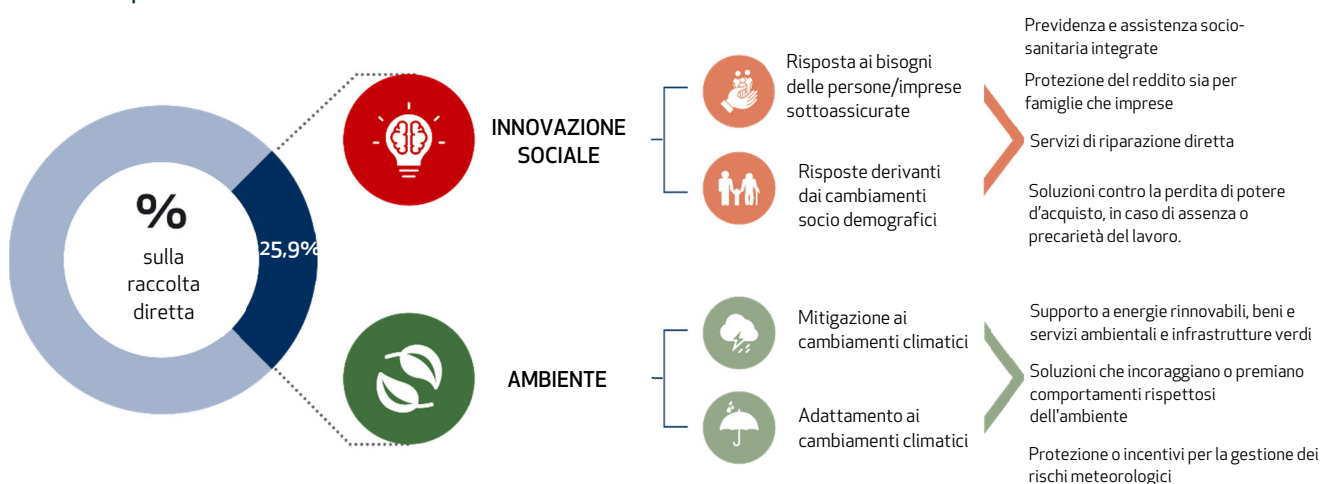 %
sulla
raccolta
diretta
25,9%
INNOVAZIONE
SOCIALE
Risposta ai bisogni
delle persone/imprese
sottoassicurate
Risposte derivanti
dai cambiamenti
socio demografici
Previdenza e assistenza socio-
sanitaria integrate
Protezione del reddito sia per
famiglie che imprese
Servizi di riparazione diretta
Soluzioni contro la perdita di potere
d'acquisto, in caso di assenza o
precarietà del lavoro.
AMBIENTE
Mitigazione ai
cambiamenti climatici
Adattamento ai
cambiamenti climatici
Supporto a energie rinnovabili, beni e
servizi ambientali e infrastrutture verdi
Soluzioni che incoraggiano o premiano
comportamenti rispettosi
dell'ambiente
Protezione o incentivi per la gestione dei
rischi meteorologici